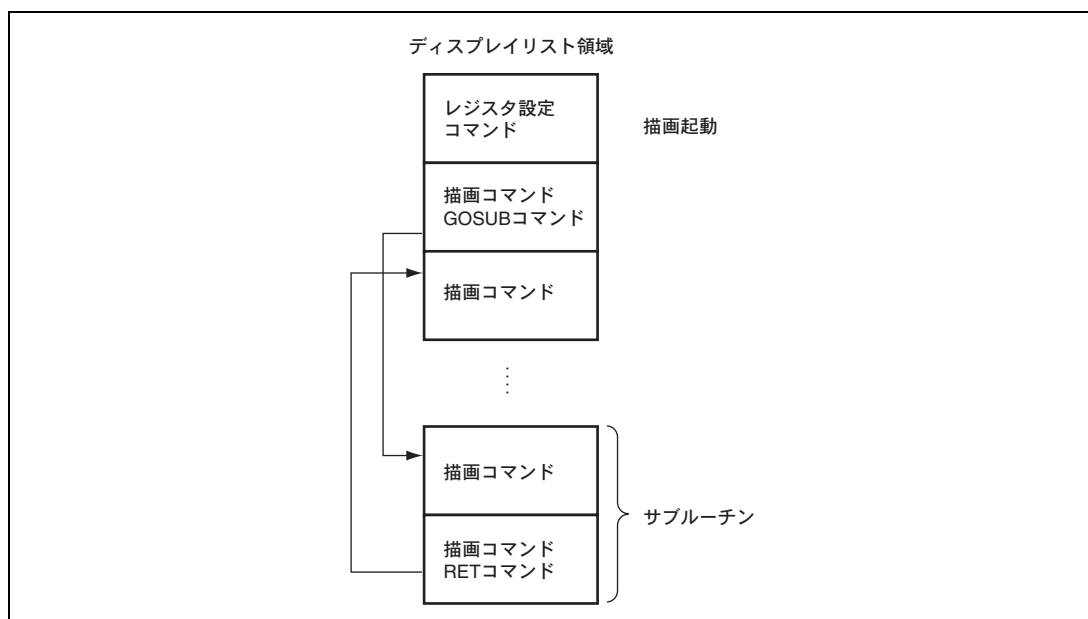 ディスプレイリスト領域
レジスタ設定
コマンド
描画起動
描画コマンド
GOSUBコマンド
描画コマンド
描画コマンド
サブルーチン
描画コマンド
RETコマンド